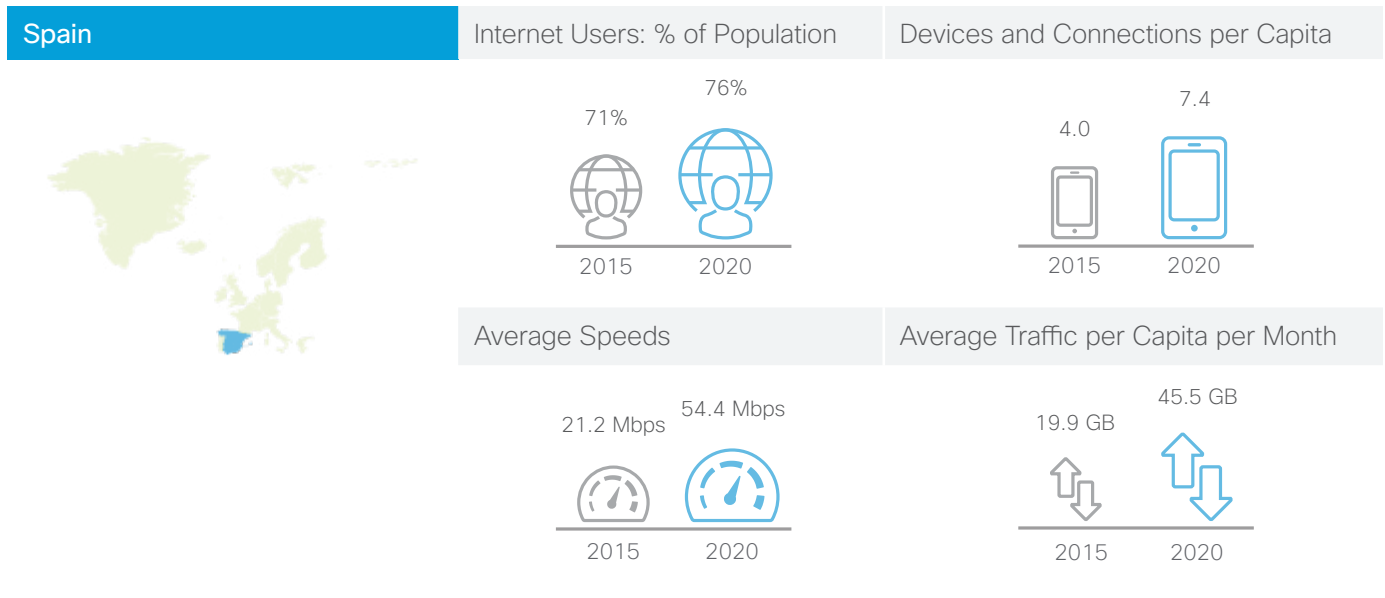 Spain
Internet Users: % of Population
Devices and Connections per Capita
71%
76%
2015
2020
4.0
7.4
2015
2020
Average Speeds
Average Traffic per Capita per Month
21.2 Mbps
54.4 Mbps
2015
2020
19.9 GB
45.5 GB
2015
2020